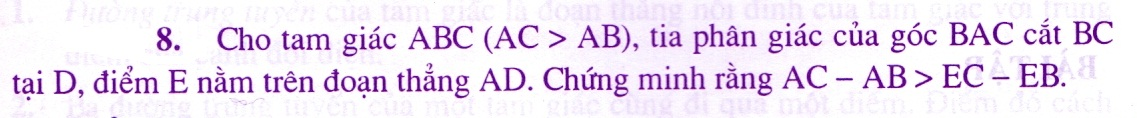 8. Cho tam giác ABC (AC > AB), tia phân giác của góc BAC cắt BC
tại D, điểm E nằm trên đoạn thẳng AD. Chứng minh rằng AC – AB > EC – EB.